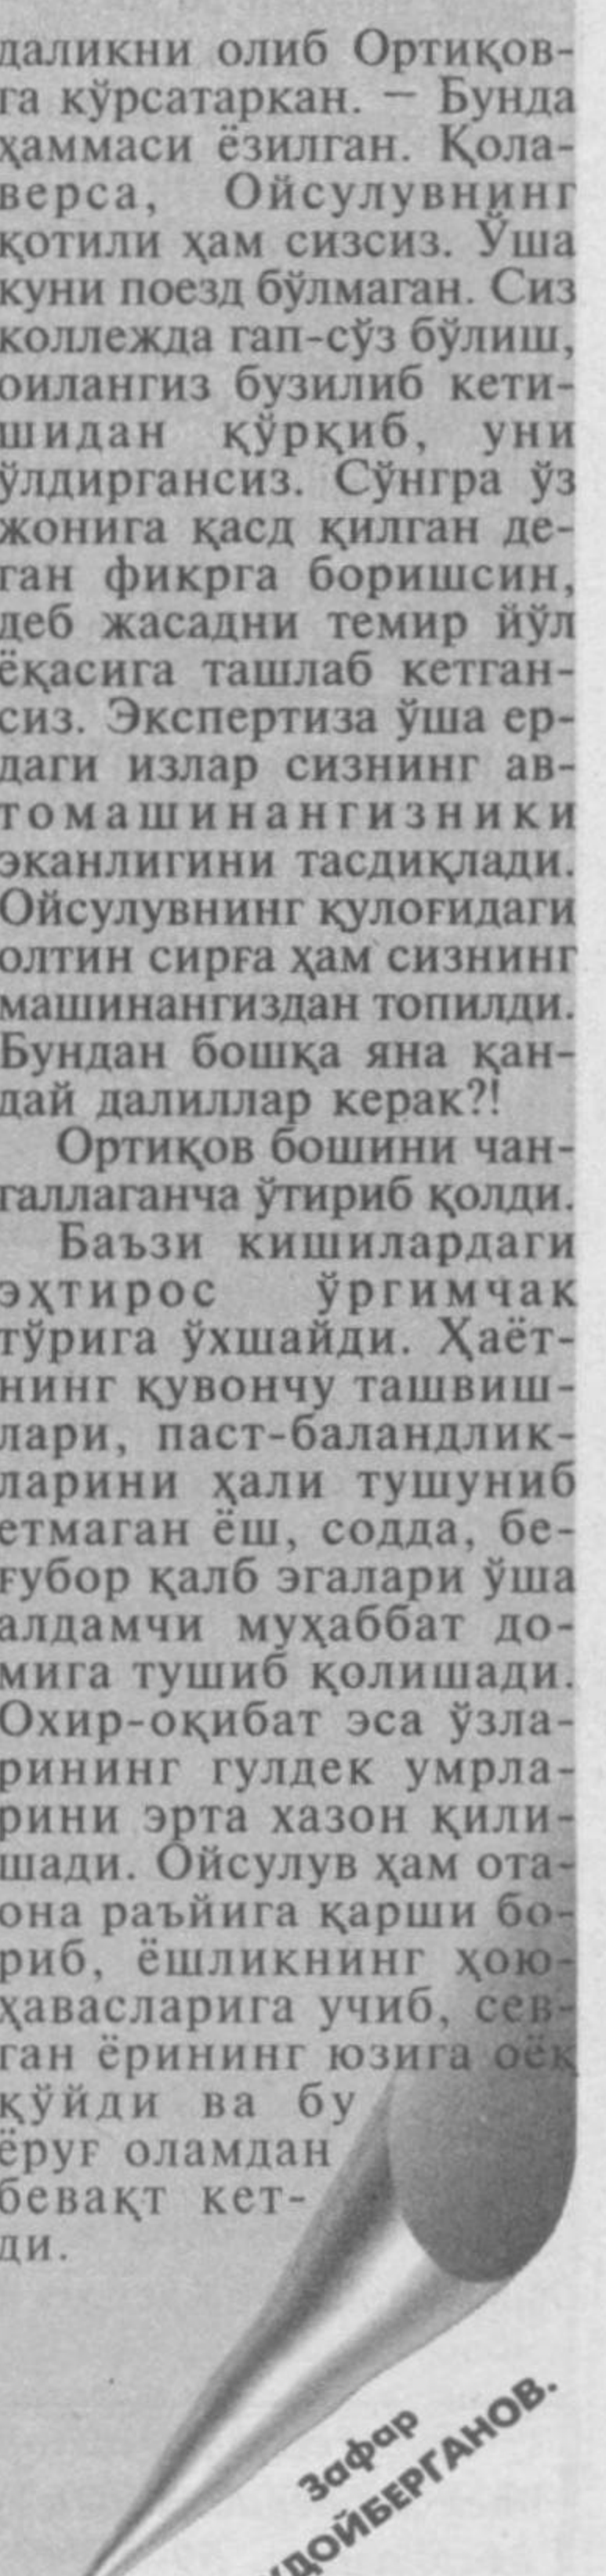 даликни олиб Ортиқов-
га кўрсатаркан. — Бунда
ҳаммаси ёзилган. Қола-
верса, Ойсулувнинг
қотили ҳам сизсиз. Ўша
куни поезд бўлмаган. Сиз
коллежда гап-сўз бўлиш,
оилангиз бузилиб кети-
шидан қўрқиб, уни
ўлдиргансиз. Сўнгра ўз
жонига қасд қилган де-
ган фикрга боришсин,
деб жасадни темир йўл
ёқасига ташлаб кетган-
сиз. Экспертиза ўша ер-
даги излар сизнинг ав-
томашинангизники
эканлигини тасдиқлади.
Ойсулувнинг қулоғидаги
олтин сирға ҳам сизнинг
машинангиздан топилди.
Бундан бошқа яна қан-
дай далиллар керак?!
Ортиқов бошини чан-
галлаганча ўтириб қолди.
Баъзи кишилардаги
эҳтирос ўргимчак
тўрига ўхшайди. Ҳаёт-
нинг қувончу ташвиш-
лари, паст-баландлик-
ларини ҳали тушуниб
етмаган ёш, содда, бе-
ғубор қалб эгалари ўша
алдамчи муҳаббат до-
мига тушиб қолишади.
Охир-оқибат эса ўзла-
рининг гулдек умрла-
рини эрта хазон қили-
шади. Ойсулув ҳам ота-
она раъйига қарши бо-
риб, ёшликнинг ҳою-
ҳавасларига учиб, сев-
ган ёрининг юзига оёқ
қўйди ва бу
ёруғ оламдан
бевақт кет-
ди.
Зафар
ДОЙБЕРГАНОВ.